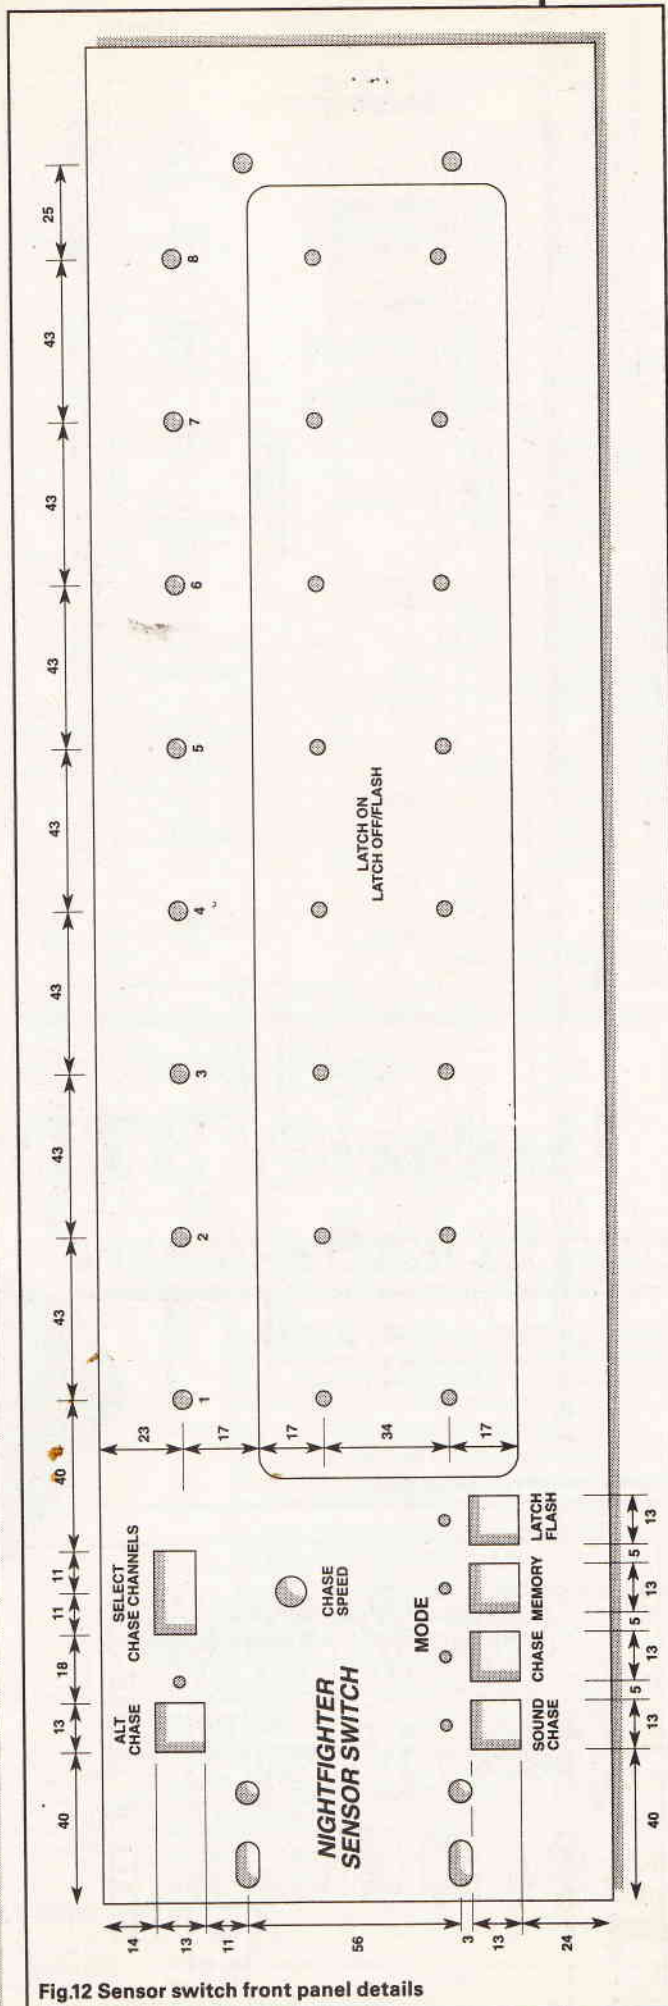 40
13
18
11
11
40
43
43
43
43
43
43
43
25
14
13
11
56
3
13
24
ALT
CHASE
SELECT
CHASE CHANNELS
23
17
17
34
17
1
2
3
4
5
6
7
8
NIGHTFIGHTER
SENSOR SWITCH
CHASE
SPEED
MODE
LATCH ON
LATCH OFF/FLASH
SOUND
CHASE
CHASE
MEMORY
LATCH
FLASH
40
13
5
13
5
13
5
13
Fig.12 Sensor switch front panel details